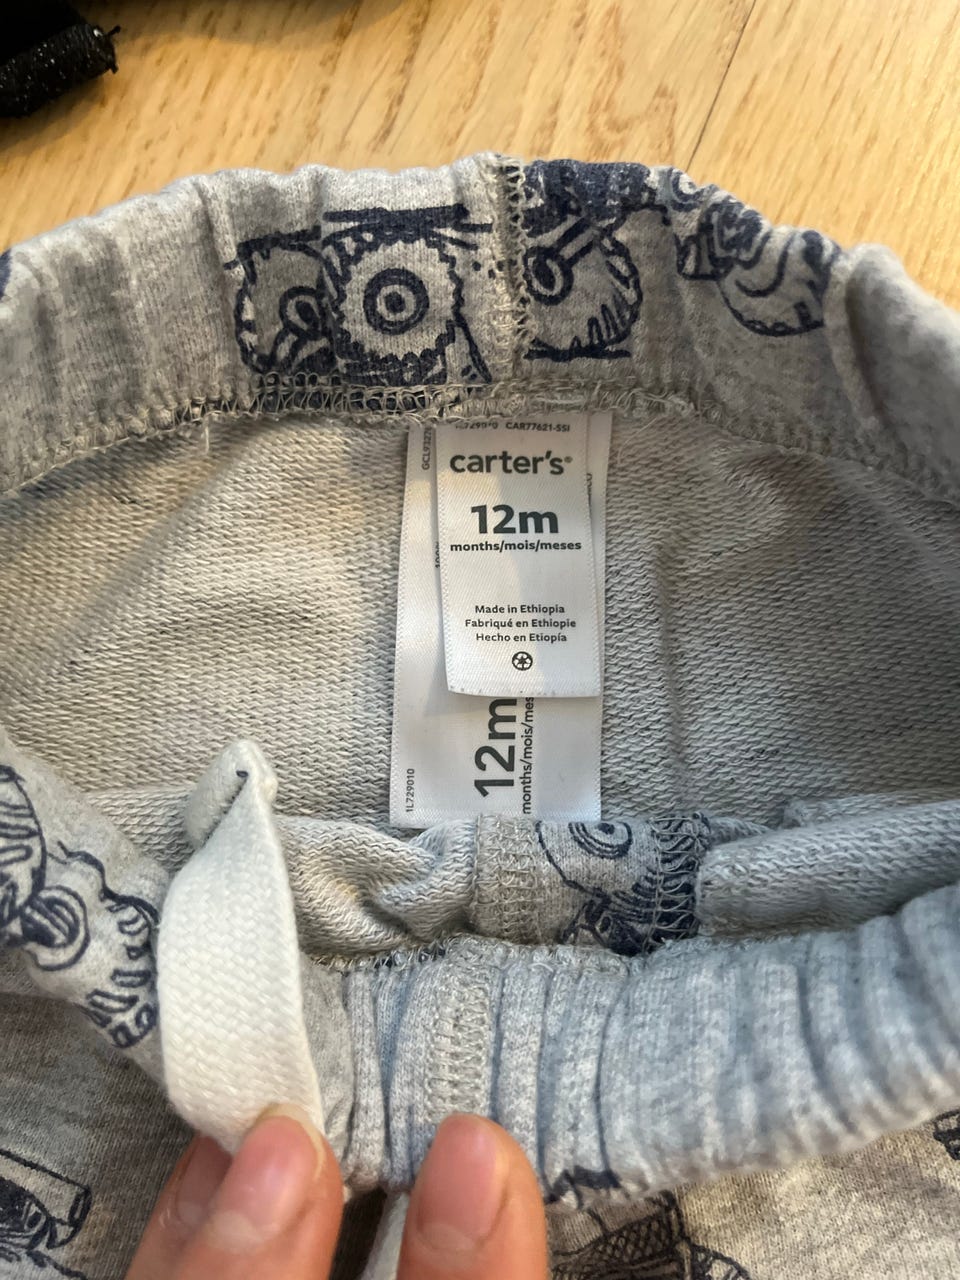 CAR77621-SSI
carter's®
12m
months/mois/meses
Made in Ethiopia
Fabriqué en Ethiopie
Hecho en Etiopía
12m
months/mois/mes
1L729010